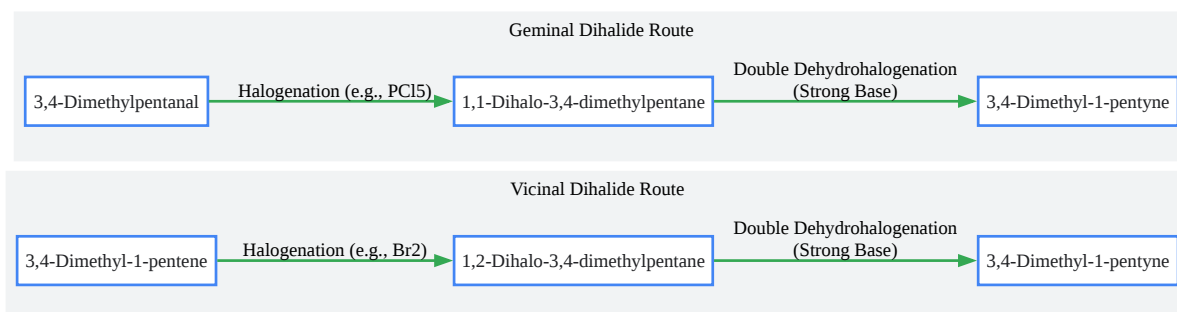 Geminal Dihalide Route
3,4-Dimethylpentanal
Halogenation (e.g., PCl5)
1,1-Dihalo-3,4-dimethylpentane
Double Dehydrohalogenation
(Strong Base)
3,4-Dimethyl-1-pentyne
Vicinal Dihalide Route
3,4-Dimethyl-1-pentene
Halogenation (e.g., Br2)
1,2-Dihalo-3,4-dimethylpentane
Double Dehydrohalogenation
(Strong Base)
3,4-Dimethyl-1-pentyne